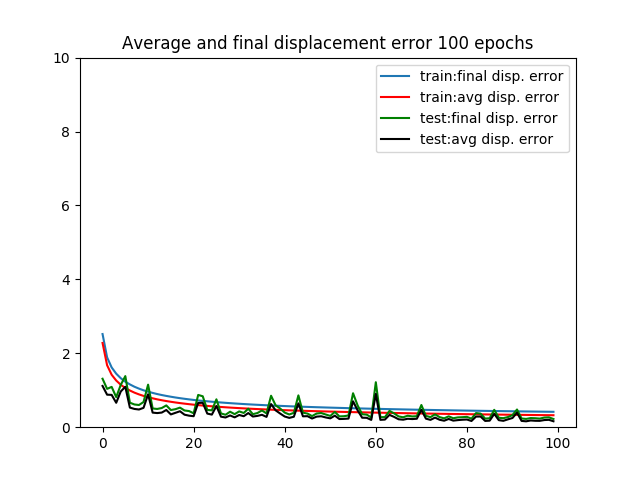 Average and final displacement error 100 epochs
10
8
6
4
2
0
train:final disp. error
train:avg disp. error
test:final disp. error
test:avg disp. error
0 20 40 60 80 100